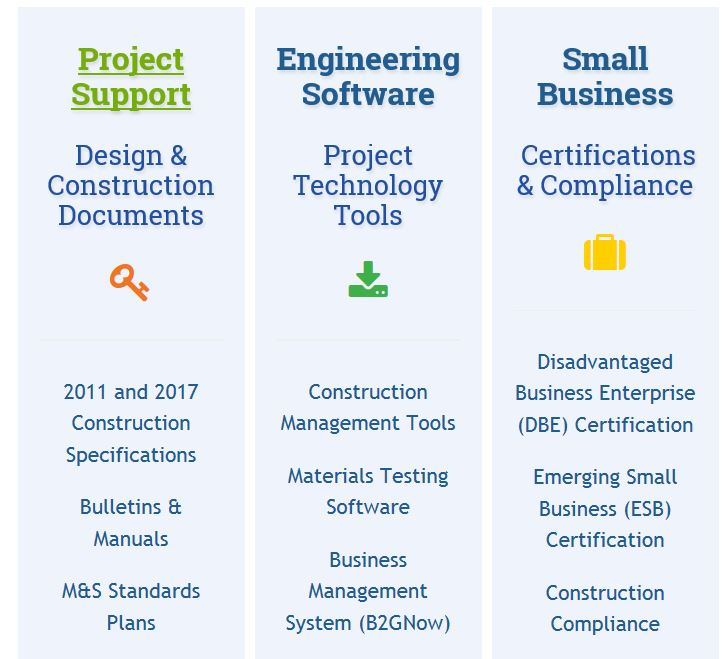 Project
Support
Design &
Construction
Documents
2011 and 2017
Construction
Specifications
Bulletins &
Manuals
M&S Standards
Plans
Engineering
Software
Project
Technology
Tools
Construction
Management Tools
Materials Testing
Software
Business
Management
System (B2GNow)
Small
Business
Certifications
& Compliance
Disadvantaged
Business Enterprise
(DBE) Certification
Emerging Small
Business (ESB)
Certification
Construction
Compliance